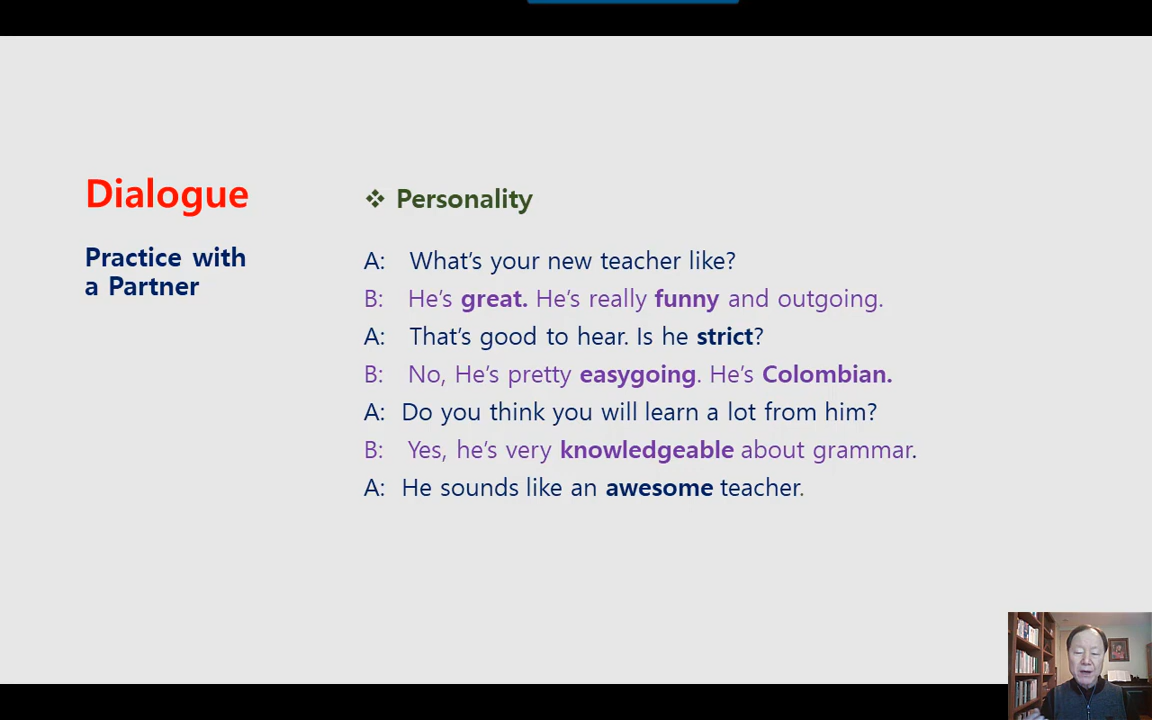 Dialogue
Practice with
a Partner
❖ Personality
A: What's your new teacher like?
B: He's great. He's really funny and outgoing.
A: That's good to hear. Is he strict?
B: No, He's pretty easygoing. He's Colombian.
A: Do you think you will learn a lot from him?
B: Yes, he's very knowledgeable about grammar.
A: He sounds like an awesome teacher.